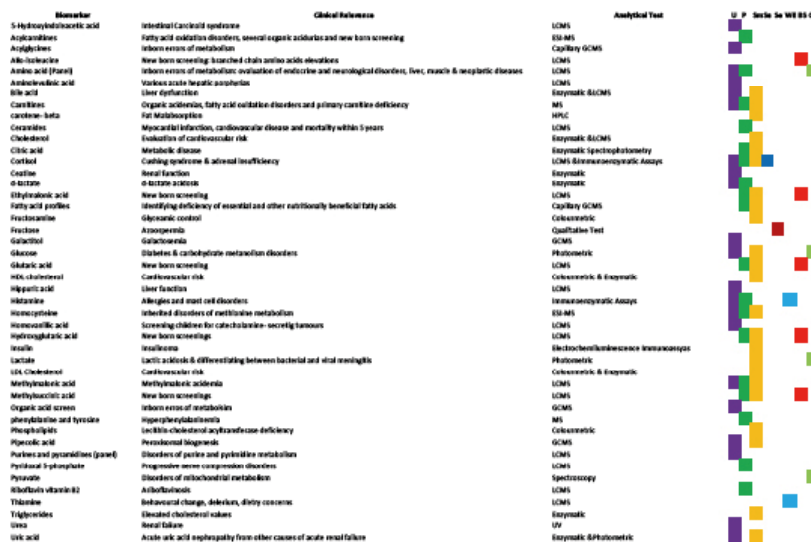 Biomarker Clinical Relevance Analytical Test U P Sm Sa Se WB BS
5-Hydroxyindoleacetic acid Intestinal Carcinoid syndrome LCMS
Acylcarnitines Fatty acid oxidation disorders, several organic acidurias and new born screening ESI-MS
Acylglycines Inborn errors of metabolism Capillary GCMS
Allo-isoleucine New born screening: branched chain amino acids elevations LCMS
Amino acid (Panel) Inborn errors of metabolism: evaluation of endocrine and neurological disorders, liver, muscle & neoplastic diseases LCMS
Aminolevulinic acid Various acute hepatic porphyrias LCMS
Bile acid Liver dysfunction Enzymatic &LCMS
Carnitines Organic acidemias, fatty acid oxidation disorders and primary carnitine deficiency MS
carotene- beta Fat Malabsorption HPLC
Ceramides Myocardial infarction, cardiovascular disease and mortality within 5 years LCMS
Cholesterol Evaluation of cardiovascular risk Enzymatic &LCMS
Citric acid Metabolic disease Enzymatic Spectrophotometry
Cortisol Cushing syndrome & adrenal insufficiency LCMS &Immunoenzymatic Assays
Ceatine Renal function Enzymatic
d-lactate d-lactate acidosis Enzymatic
Ethylmalonic acid New born screening LCMS
Fatty acid profiles Identifying deficiency of essential and other nutritionally beneficial fatty acids Capillary GCMS
Fructosamine Glyceamic control Colourmetric
Fructose Azoospermia Qualitative Test
Galactitol Galactosemia GCMS
Glucose Diabetes & carbohydrate metanolism disorders Photometric
Glutaric acid New born screening LCMS
HDL cholesterol Cardiovascular risk Colourmetric & Enzymatic
Hippuric acid Liver function LCMS
Histamine Allergies and mast cell disorders Immunoenzymatic Assays
Homocysteine Inherited disorders of methionine metabolism ESI-MS
Homovanillic acid Screening children for catecholamine- secretig tumours LCMS
Hydroxyglutaric acid New born screenings LCMS
Insulin Insulinoma Electrochemiluminescence Immunoassyas
Lactate Lactic acidosis & differentiating between bacterial and vital meningitis Photometric
LDL Cholesterol Cardiovascular risk Colourmetric & Enzymatic
Methylmalonic acid Methylmalonic acidemia LCMS
Methylsuccinic acid New born screenings LCMS
Organic acid screen Inborn erros of metabolsim GCMS
phenylalanine and tyrosine Hyperphenylalaninemia MS
Phospholipids Lecithin-cholesterol acyltransferase deficiency Colourmetric
Pipecolic acid Peroxisomal biogenesis GCMS
Purines and pyramidines (panel) Disorders of purine and pyrimidine metabolism LCMS
Pyridoxal 5-phosphate Progressive nerve compression disorders LCMS
Pyruvate Disorders of mitochondrial metabolism Spectroscopy
Riboflavin vitamin B2 Ariboflavinosis LCMS
Thiamine Behavioural change, delerium, dietry concerns LCMS
Triglycerides Elevated cholesterol values Enzymatic
Urea Renal failure UV
Uric acid Acute uric acid nephropathy from other causes of acute renal failure Enzymatic &Photometric